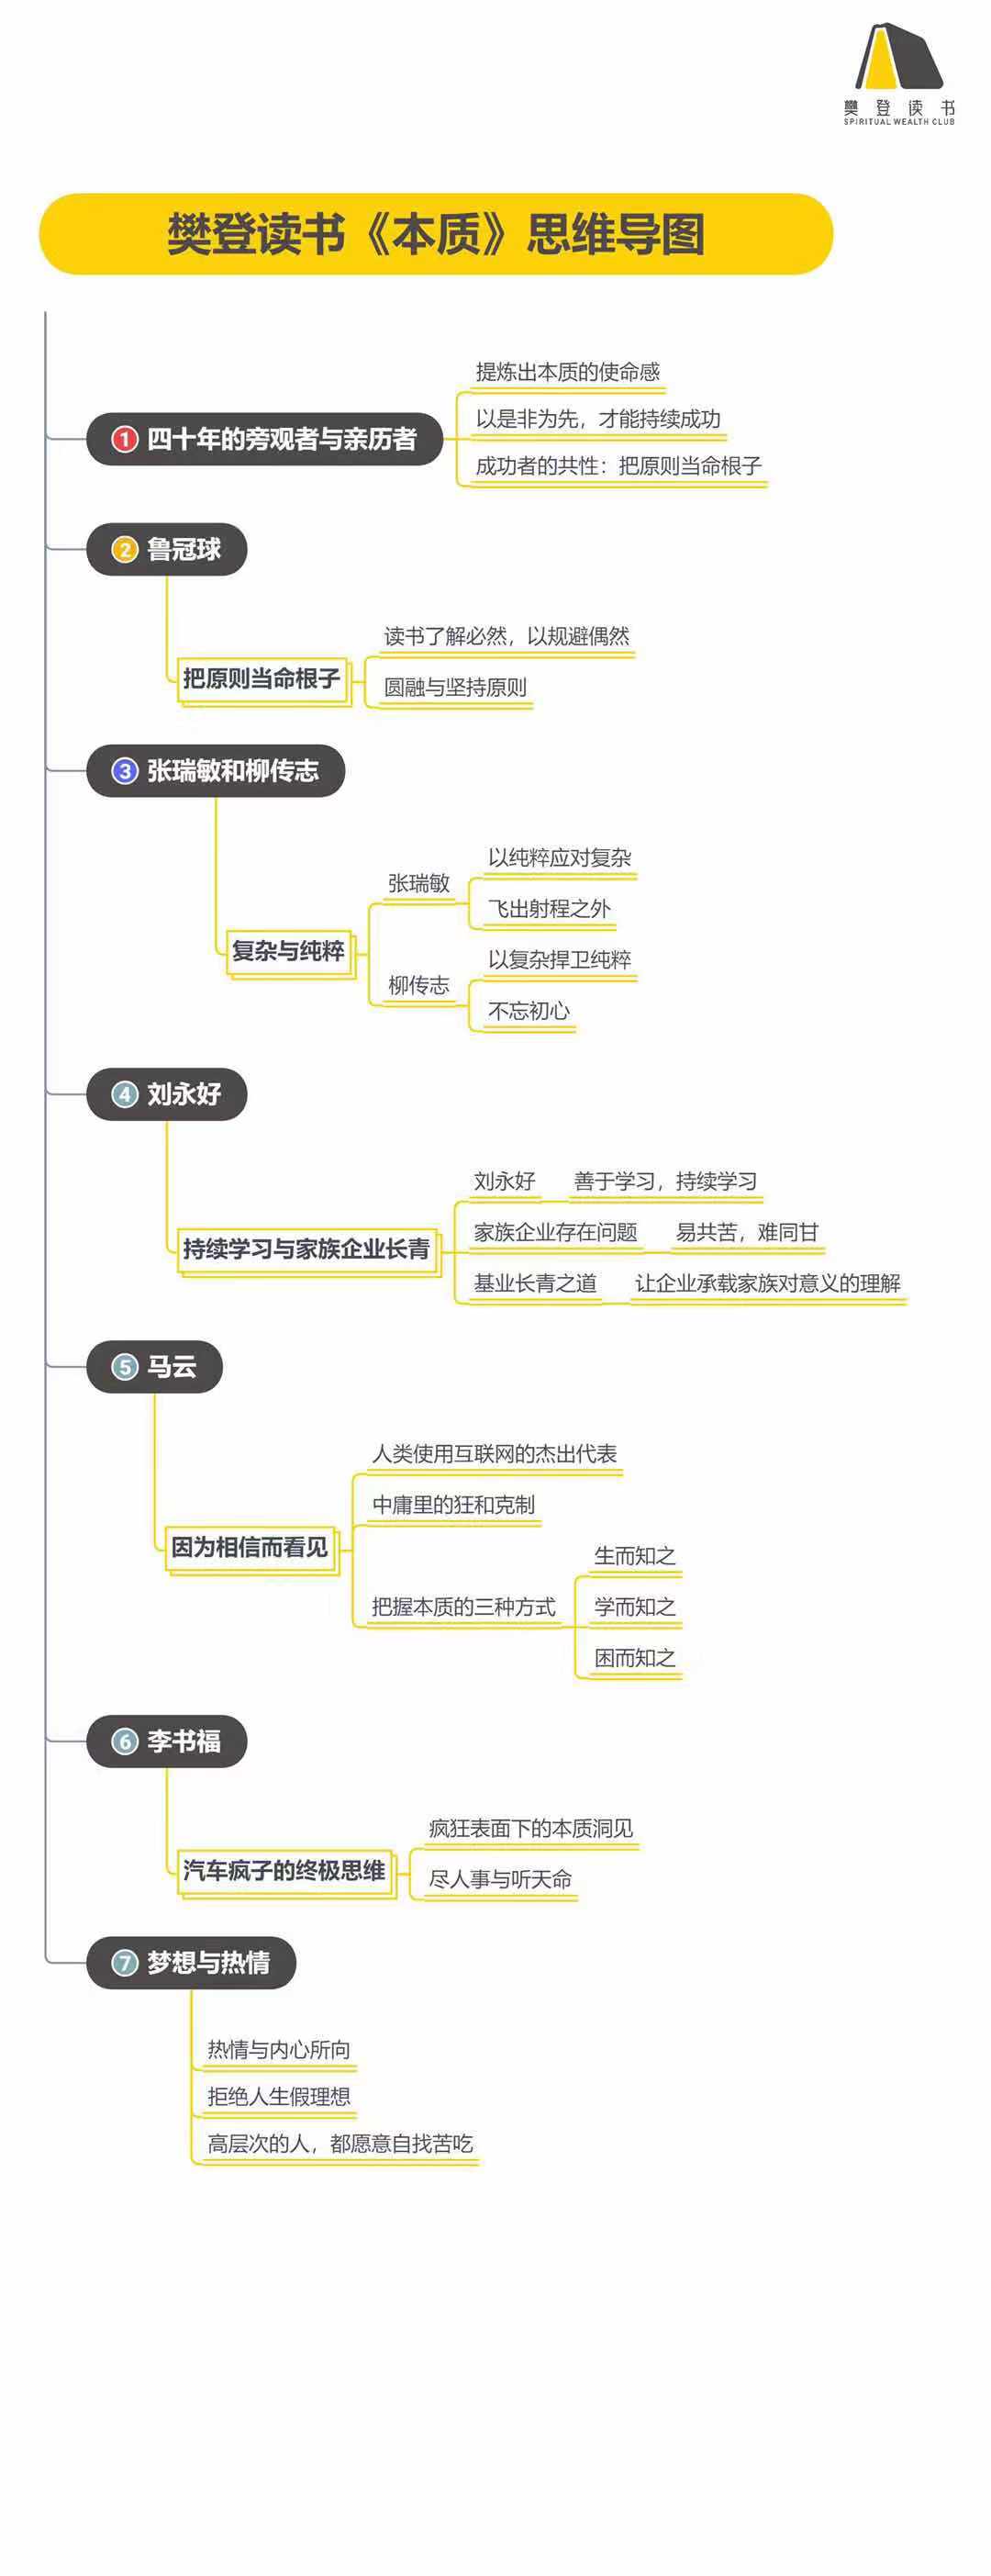 樊登读书
SPIRITUAL WEALTH CLUB
樊登读书《本质》思维导图
提炼出本质的使命感
1 四十年的旁观者与亲历者
以是非为先，才能持续成功
成功者的共性：把原则当命根子
2 鲁冠球
把原则当命根子
读书了解必然，以规避偶然
圆融与坚持原则
3 张瑞敏和柳传志
复杂与纯粹
张瑞敏
以纯粹应对复杂
飞出射程之外
柳传志
以复杂捍卫纯粹
不忘初心
4 刘永好
持续学习与家族企业长青
刘永好 善于学习，持续学习
家族企业存在问题 易共苦，难同甘
基业长青之道 让企业承载家族对意义的理解
5 马云
因为相信而看见
人类使用互联网的杰出代表
中庸里的狂和克制
把握本质的三种方式
生而知之
学而知之
困而知之
6 李书福
汽车疯子的终极思维
疯狂表面下的本质洞见
尽人事与听天命
7 梦想与热情
热情与内心所向
拒绝人生假理想
高层次的人，都愿意自找苦吃